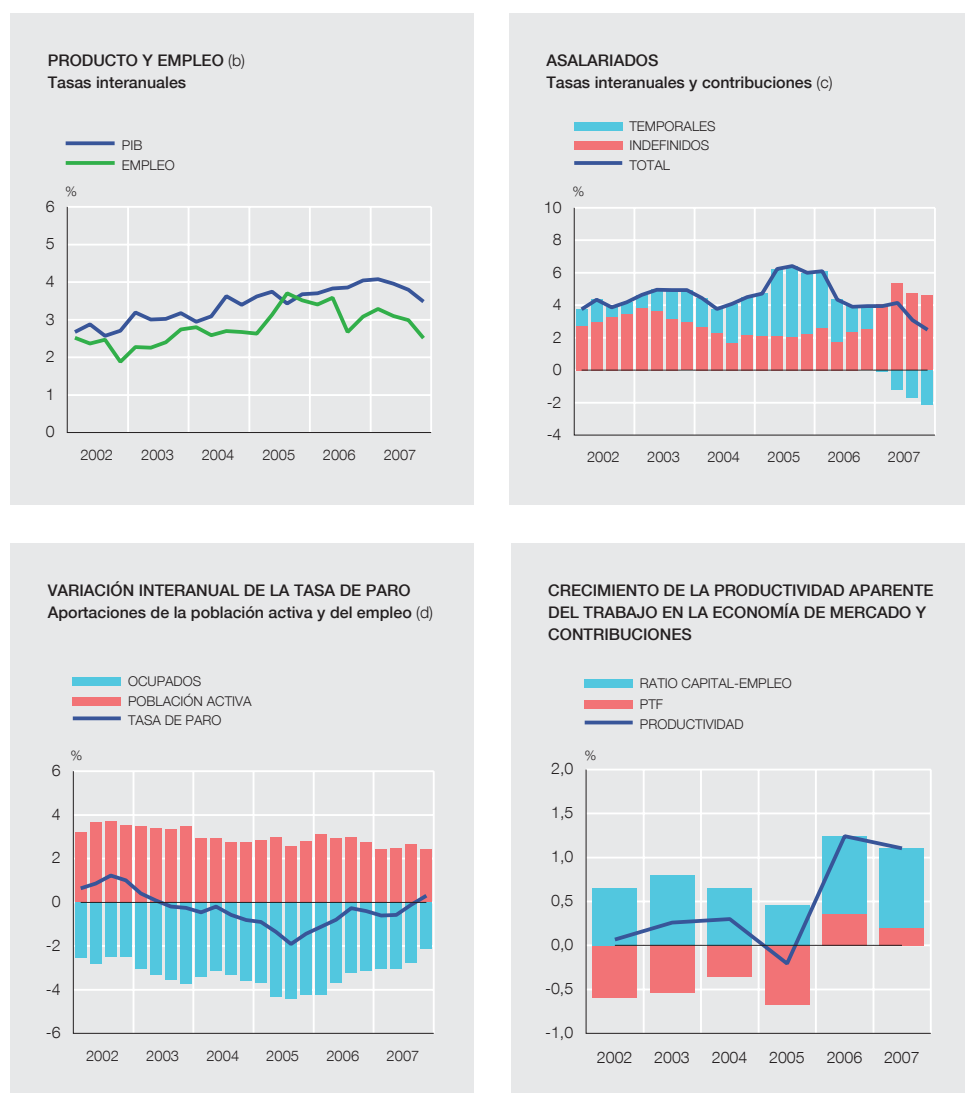 PRODUCTO Y EMPLEO (b)
Tasas interanuales
PIB
EMPLEO
%
6
5
4
3
2
1
0
2002 2003 2004 2005 2006 2007
ASALARIADOS
Tasas interanuales y contribuciones (c)
TEMPORALES
INDEFINIDOS
TOTAL
%
10
8
6
4
2
0
-2
-4
2002 2003 2004 2005 2006 2007
VARIACIÓN INTERANUAL DE LA TASA DE PARO
Aportaciones de la población activa y del empleo (d)
OCUPADOS
POBLACIÓN ACTIVA
TASA DE PARO
%
6
4
2
0
-2
-4
-6
2002 2003 2004 2005 2006 2007
CRECIMIENTO DE LA PRODUCTIVIDAD APARENTE
DEL TRABAJO EN LA ECONOMÍA DE MERCADO Y
CONTRIBUCIONES
RATIO CAPITAL-EMPLEO
PTF
PRODUCTIVIDAD
%
2,0
1,5
1,0
0,5
0,0
-0,5
-1,0
2002 2003 2004 2005 2006 2007